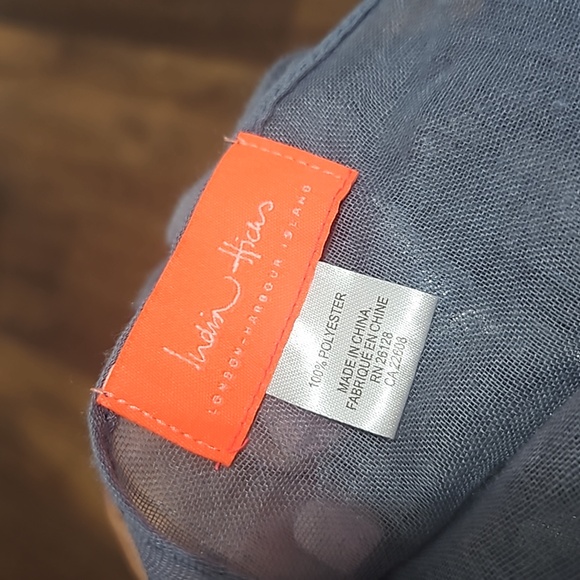 India Hicks
LONDON-HARBOUR ISLAND
100% POLYESTER
MADE IN CHINA
FABRIQUE EN CHINE
RN 26128
CA 22608